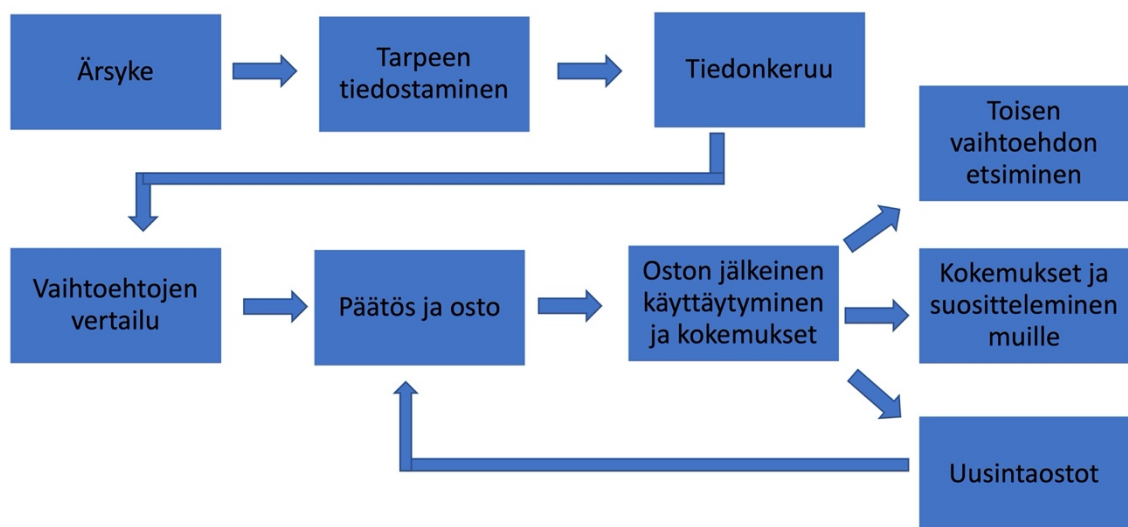 Ärsyke
Tarpeen
tiedostaminen
Tiedonkeruu
Toisen
vaihtoehdon
etsiminen
Vaihtoehtojen
vertailu
Päätös ja osto
Oston jälkeinen
käyttäytyminen
ja kokemukset
Kokemukset ja
suositteleminen
muille
Uusintaostot